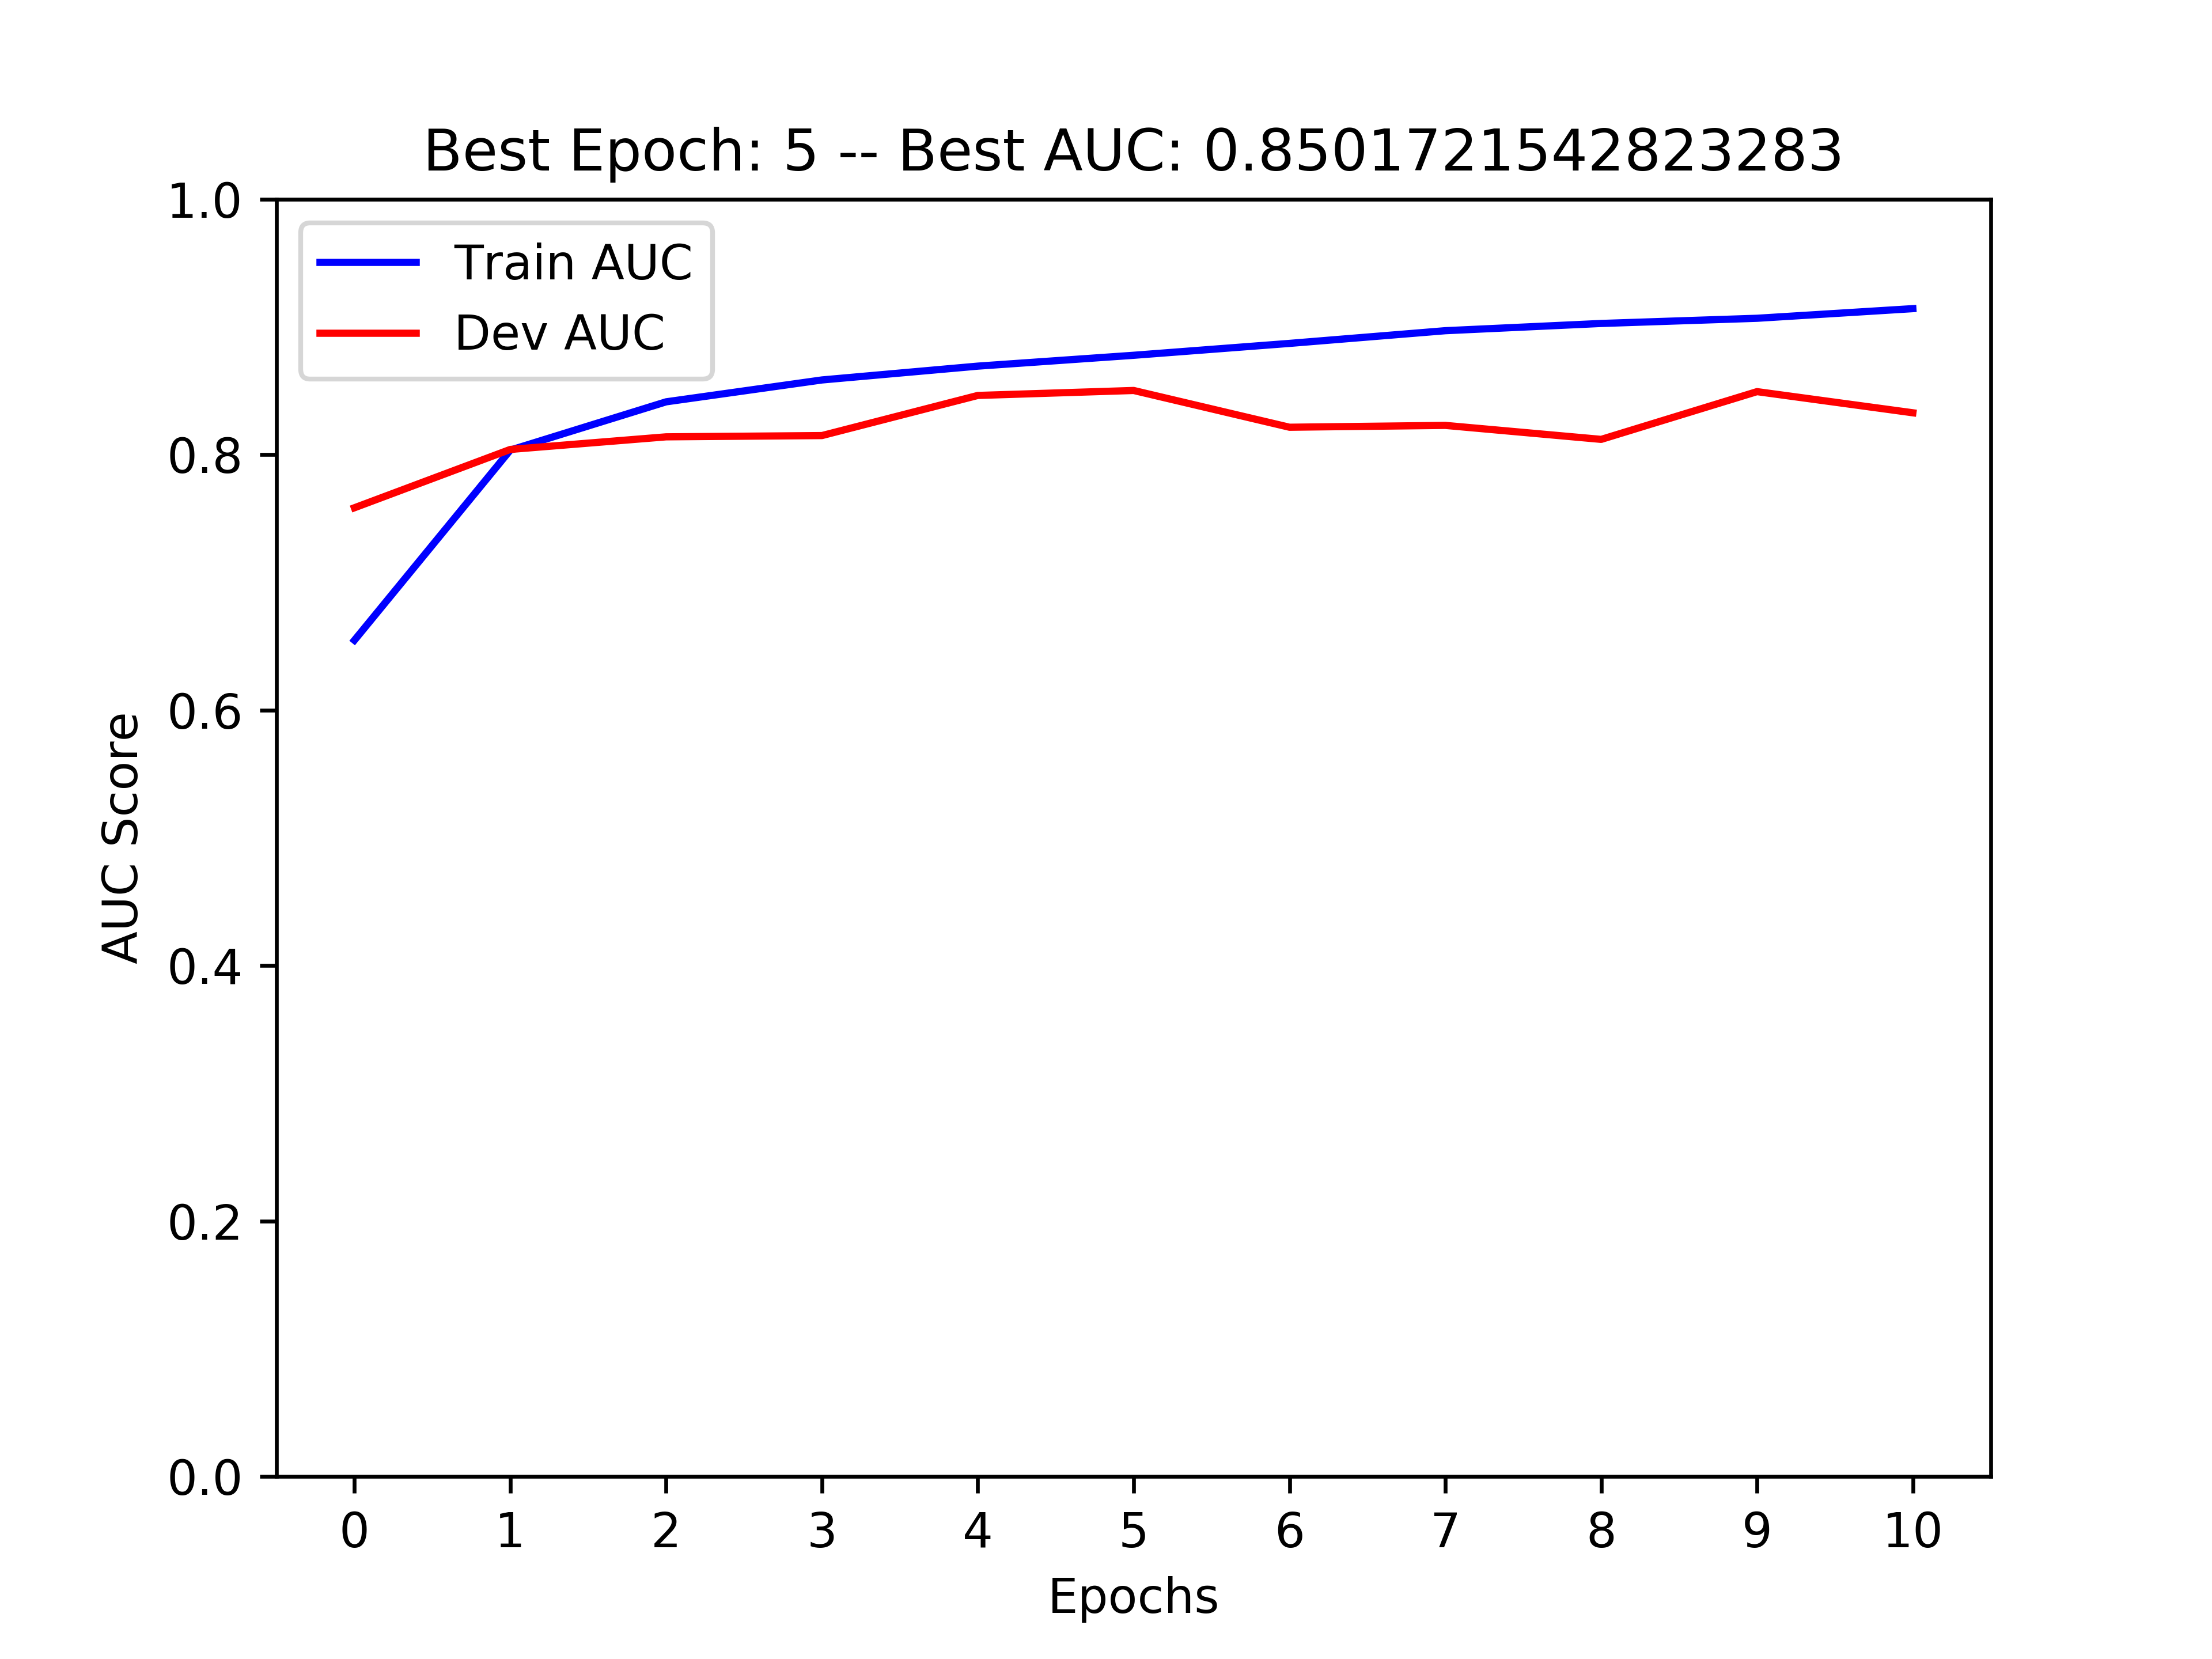 Best Epoch: 5 -- Best AUC: 0.8501721542823283
1.0
Train AUC
Dev AUC
0.8
0.6
AUC Score
0.4
0.2
0.0
0 1 2 3 4 5 6 7 8 9 10
Epochs